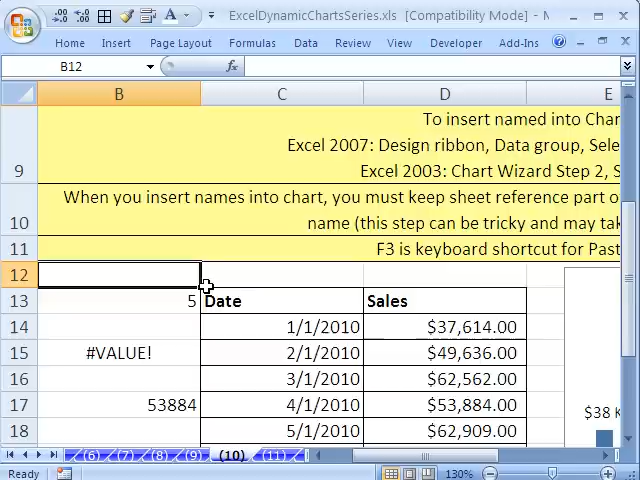 ExcelDynamicChartsSeries.xls [Compatibility Mode] - M
Home Insert Page Layout Formulas Data Review View Developer Add-Ins
B12 fx
B C D E
To insert named into Char
Excel 2007: Design ribbon, Data group, Sele
9 Excel 2003: Chart Wizard Step 2, S
When you insert names into chart, you must keep sheet reference part o
10 name (this step can be tricky and may tak
11 F3 is keyboard shortcut for Past
12
13 5 Date Sales
14 1/1/2010 $37,614.00
15 #VALUE! 2/1/2010 $49,636.00
16 3/1/2010 $62,562.00
17 53884 4/1/2010 $53,884.00 $38 K
18 5/1/2010 $62,909.00
(6) (7) (8) (9) (10) (11)
Ready 130%